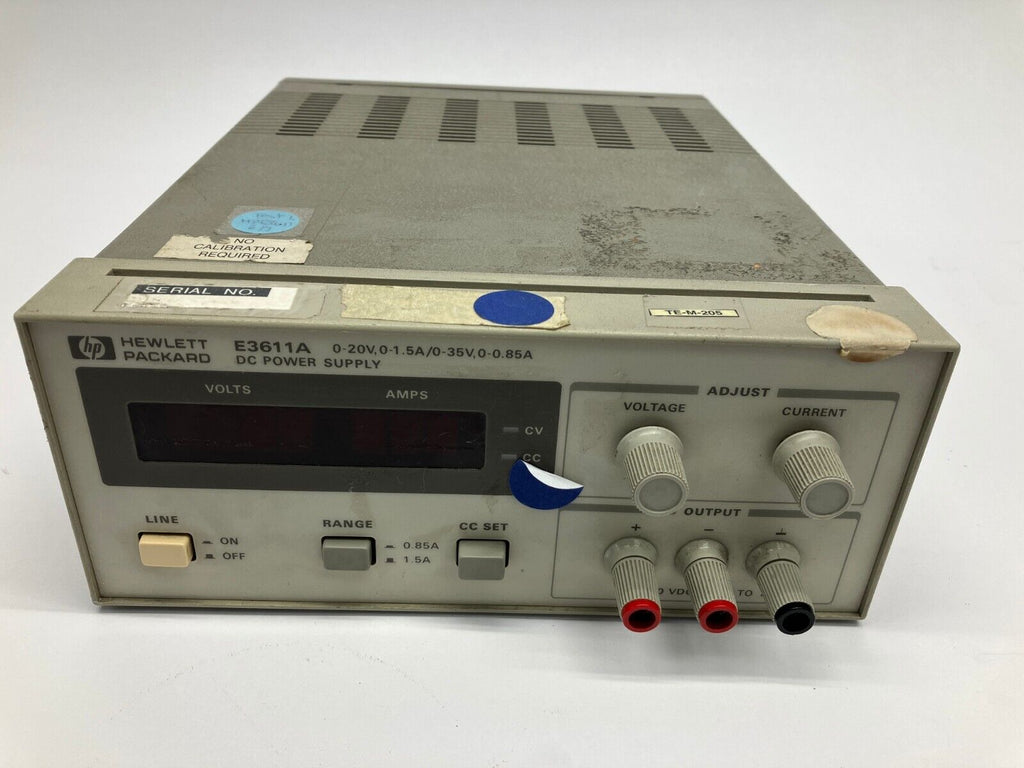 NO
CALIBRATION
REQUIRED
SERIAL NO.
TE-M-205
hp HEWLETT
PACKARD
E3611A 0-20V,0-1.5A/0-35V,0-0.85A
DC POWER SUPPLY
VOLTS AMPS
CV
CC
ADJUST
VOLTAGE CURRENT
LINE
ON
OFF
RANGE
0.85A
1.5A
CC SET
OUTPUT
+ −
VDC TO